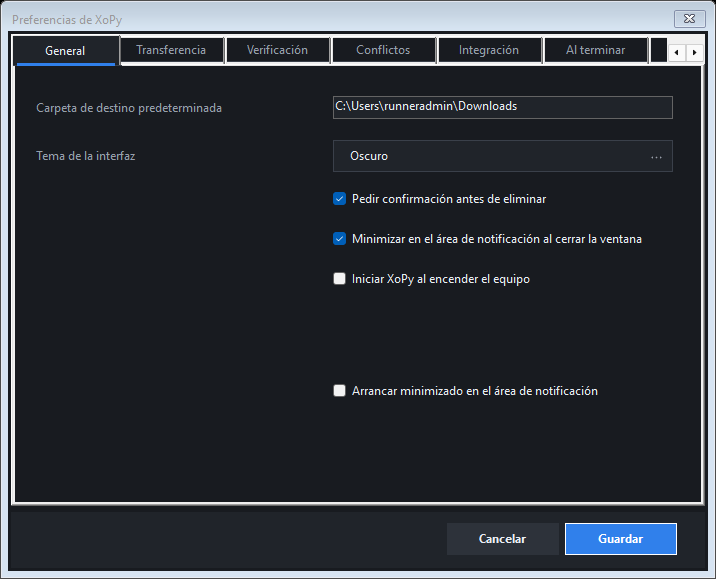 Preferencias de XoPy
General
Transferencia
Verificación
Conflictos
Integración
Al terminar
Carpeta de destino predeterminada
C:\Users\runneradmin\Downloads
Tema de la interfaz
Oscuro
...
Pedir confirmación antes de eliminar
Minimizar en el área de notificación al cerrar la ventana
Iniciar XoPy al encender el equipo
Arrancar minimizado en el área de notificación
Cancelar
Guardar